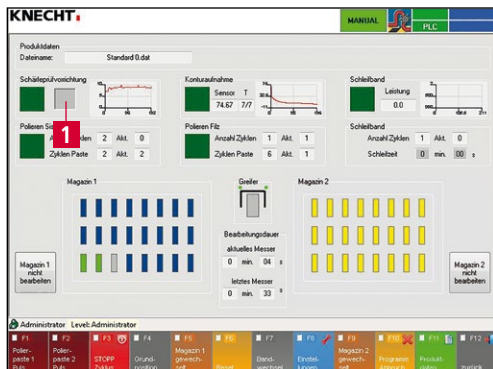 KNECHT
MANUAL
PLC
Produktdaten
Dateiname: Standard 0.dat
Schärfeprüfvorrichtung
Konturaufnahme
Sensor T
74.67 7/7
Schleifband
Leistung
0.0
1
Polieren
Zyklen 2 Akt. 0
Zyklen Paste 2 Akt. 2
Polieren Filz
Anzahl Zyklen 1 Akt. 1
Zyklen Paste 6 Akt. 1
Schleifband
Anzahl Zyklen 1 Akt. 0
Schleifzeit 0 min. 00 s
Magazin 1
Greifer
Magazin 2
Bearbeitungsdauer
aktuelles Messer
0 min. 04 s
letztes Messer
0 min. 33 s
Magazin 1 nicht bearbeiten
Magazin 2 nicht bearbeiten
Administrator Level: Administrator
F1 Polier-paste 1 Puls
F2 Polier-paste 2 Puls
F3 STOPP Zyklus
F4 Grund-position
F5 Magazin 1 gewech-selt
F6 Reset
F7 Band-wechsel
F8 Einstel-lungen
F9 Magazin 2 gewech-selt
F10 Programm Abbruch
F11 Produkt-daten
F12 zurück